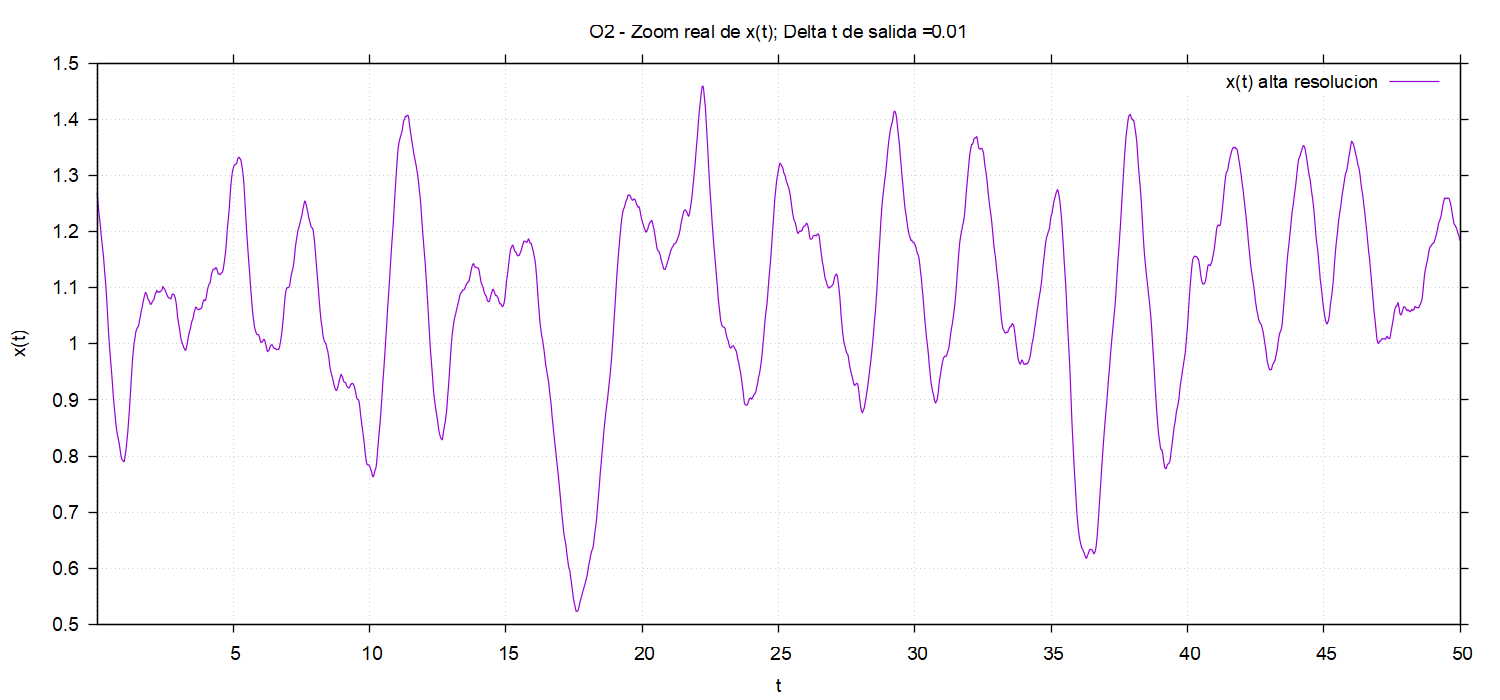 O2 - Zoom real de x(t); Delta t de salida =0.01
x(t) alta resolucion
1.5
1.4
1.3
1.2
1.1
1
0.9
0.8
0.7
0.6
0.5
x(t)
5 10 15 20 25 30 35 40 45 50
t